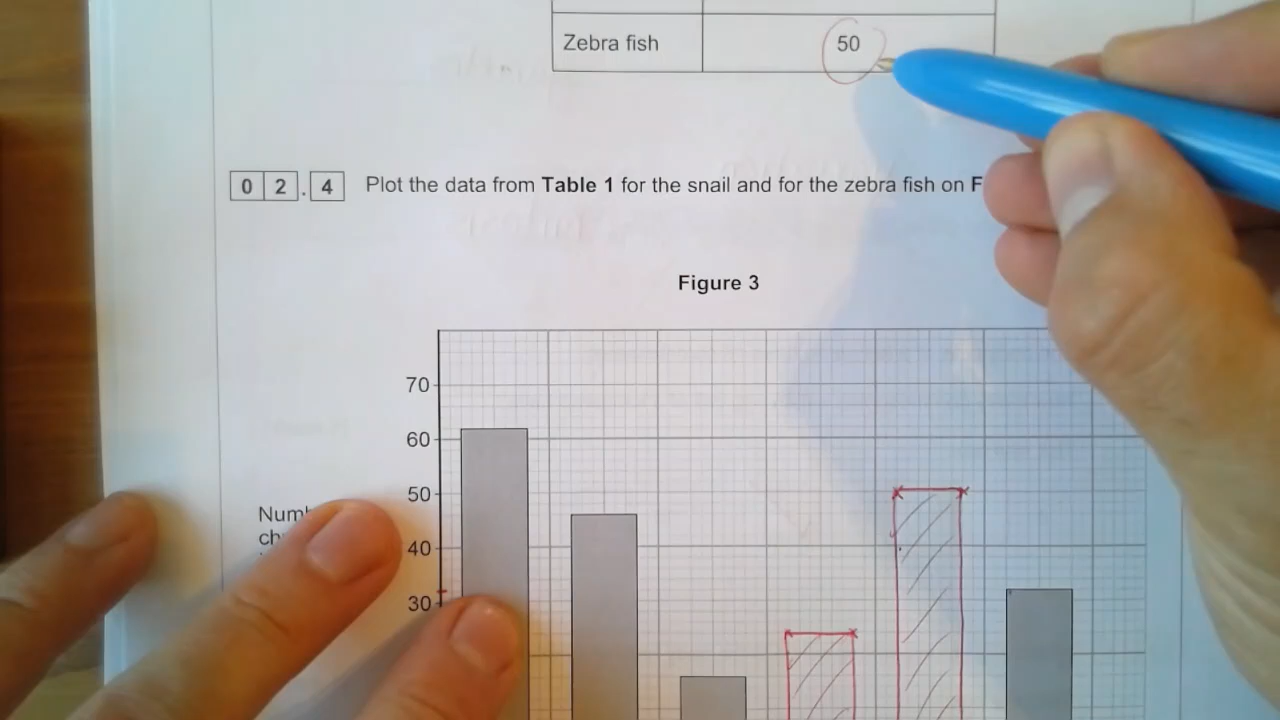 Zebra fish 50
0 2 . 4 Plot the data from Table 1 for the snail and for the zebra fish on
Figure 3
70
60
50
40
30